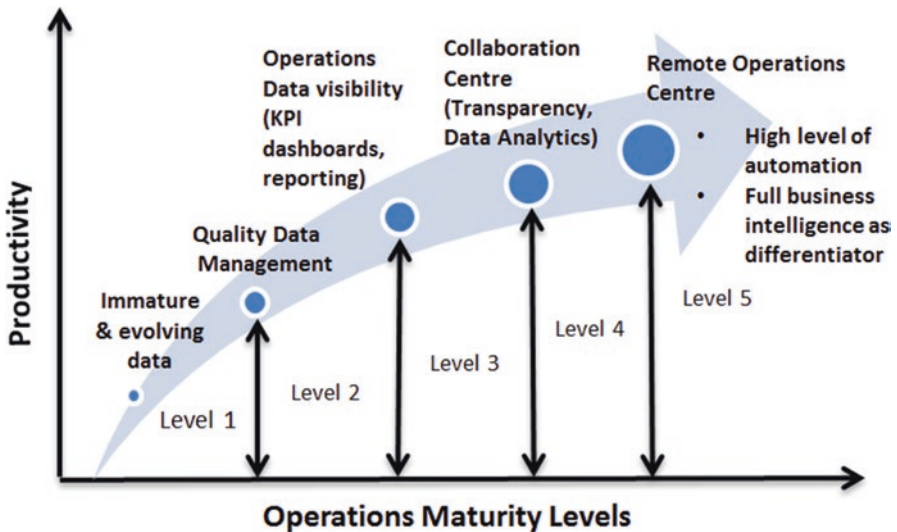 Productivity
Immature
& evolving
data
Quality Data
Management
Operations
Data visibility
(KPI
dashboards,
reporting)
Collaboration
Centre
(Transparency,
Data Analytics)
Remote Operations
Centre
• High level of
automation
• Full business
intelligence as
differentiator
Level 1
Level 2
Level 3
Level 4
Level 5
Operations Maturity Levels